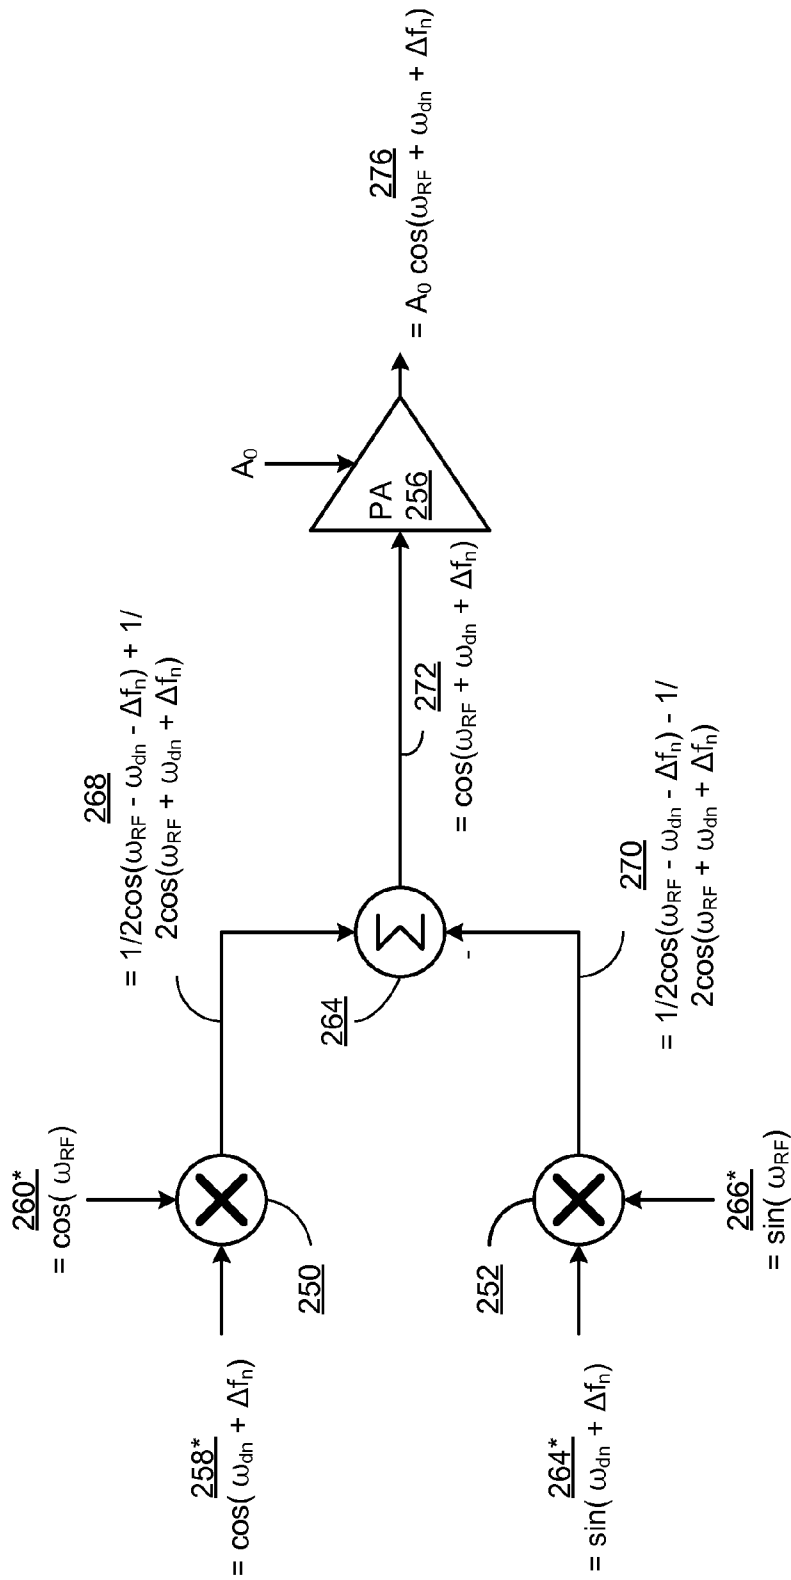 258*
= cos( ωdn + Δfn)
260*
= cos( ωRF)
250
268
= 1/2cos(ωRF - ωdn - Δfn) + 1/
2cos(ωRF + ωdn + Δfn)
264
Σ
-
272
= cos(ωRF + ωdn + Δfn)
A0
PA
256
276
= A0 cos(ωRF + ωdn + Δfn)
264*
= sin( ωdn + Δfn)
252
266*
= sin( ωRF)
270
= 1/2cos(ωRF - ωdn - Δfn) - 1/
2cos(ωRF + ωdn + Δfn)